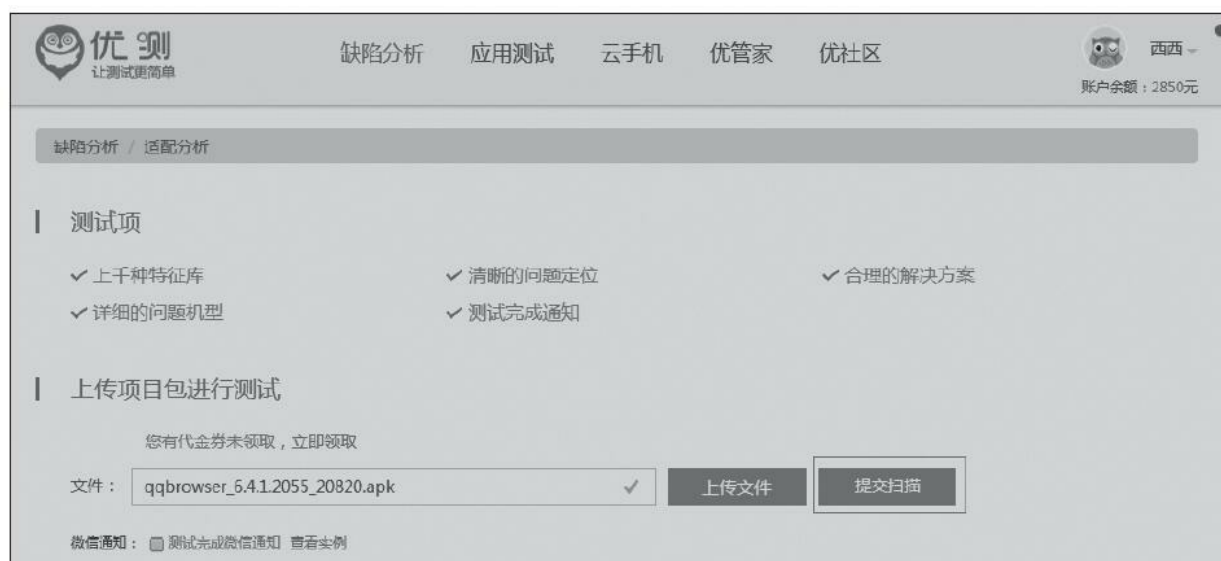 优测
让测试更简单
缺陷分析 应用测试 云手机 优管家 优社区
西西
账户余额：2850元
缺陷分析 / 适配分析
测试项
上千种特征库 清晰的问题定位 合理的解决方案
详细的问题机型 测试完成通知
上传项目包进行测试
您有代金券未领取，立即领取
文件： qqbrowser_6.4.1.2055_20820.apk 上传文件 提交扫描
微信通知： 测试完成微信通知 查看实例